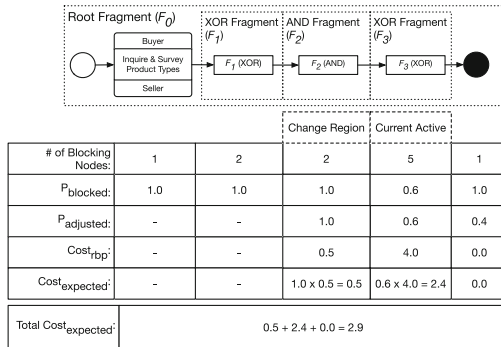 Root Fragment (F0)
XOR Fragment
(F1)
AND Fragment
(F2)
XOR Fragment
(F3)
Buyer
Inquire & Survey
Product Types
Seller
F1 (XOR)
F2 (AND)
F3 (XOR)
Change Region
Current Active
# of Blocking
Nodes:
1
2
2
5
1
Pblocked:
1.0
1.0
1.0
0.6
1.0
Padjusted:
-
-
1.0
0.6
0.4
Costrbp:
-
-
0.5
4.0
0.0
Costexpected:
-
-
1.0 x 0.5 = 0.5
0.6 x 4.0 = 2.4
0.0
Total Costexpected:
0.5 + 2.4 + 0.0 = 2.9